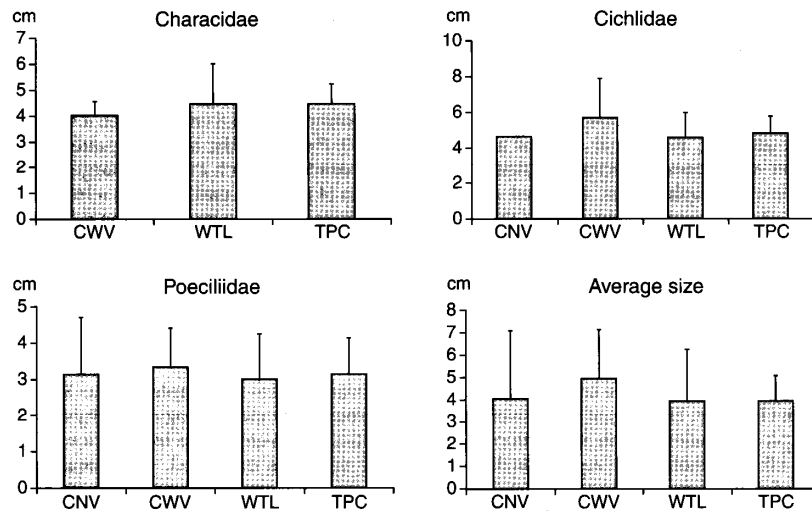 cm
Characidae
7
6
5
4
3
2
1
0
CWV WTL TPC
cm
Cichlidae
10
8
6
4
2
0
CNV CWV WTL TPC
cm
Poeciliidae
5
4
3
2
1
0
CNV CWV WTL TPC
cm
Average size
8
7
6
5
4
3
2
1
0
CNV CWV WTL TPC